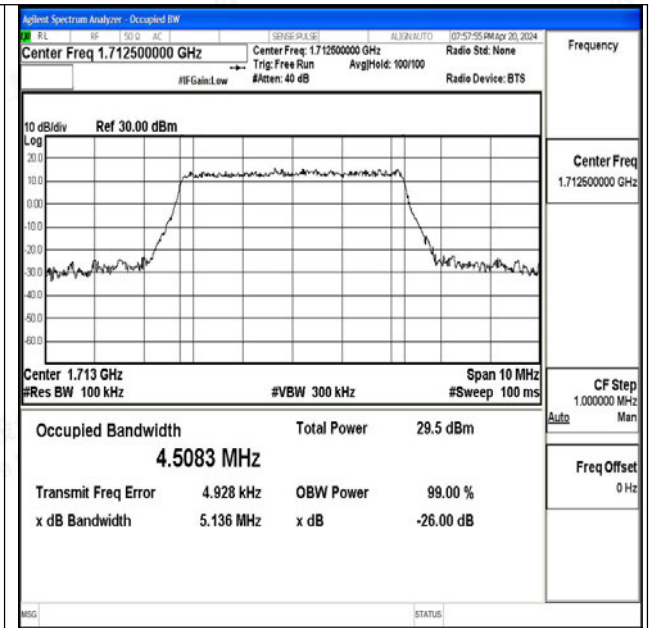 Agilent Spectrum Analyzer - Occupied BW
RL RF 50 Ω AC SENSE:PULSE ALIGN AUTO 07:57:55 PM Apr 20, 2024
Center Freq 1.712500000 GHz
Center Freq: 1.712500000 GHz
Radio Std: None
Trig: Free Run Avg|Hold: 100/100
#IFGain:Low #Atten: 40 dB Radio Device: BTS
Frequency
10 dB/div Ref 30.00 dBm
Log
20.0
10.0
0.00
-10.0
-20.0
-30.0
-40.0
-50.0
-60.0
Center Freq
1.712500000 GHz
Center 1.713 GHz Span 10 MHz
#Res BW 100 kHz #VBW 300 kHz #Sweep 100 ms
CF Step
1.000000 MHz
Auto Man
Occupied Bandwidth Total Power 29.5 dBm
4.5083 MHz
Transmit Freq Error 4.928 kHz OBW Power 99.00 %
x dB Bandwidth 5.136 MHz x dB -26.00 dB
Freq Offset
0 Hz
MSG STATUS